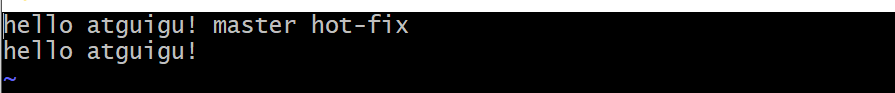 hello atguigu! master hot-fix
hello atguigu!
~